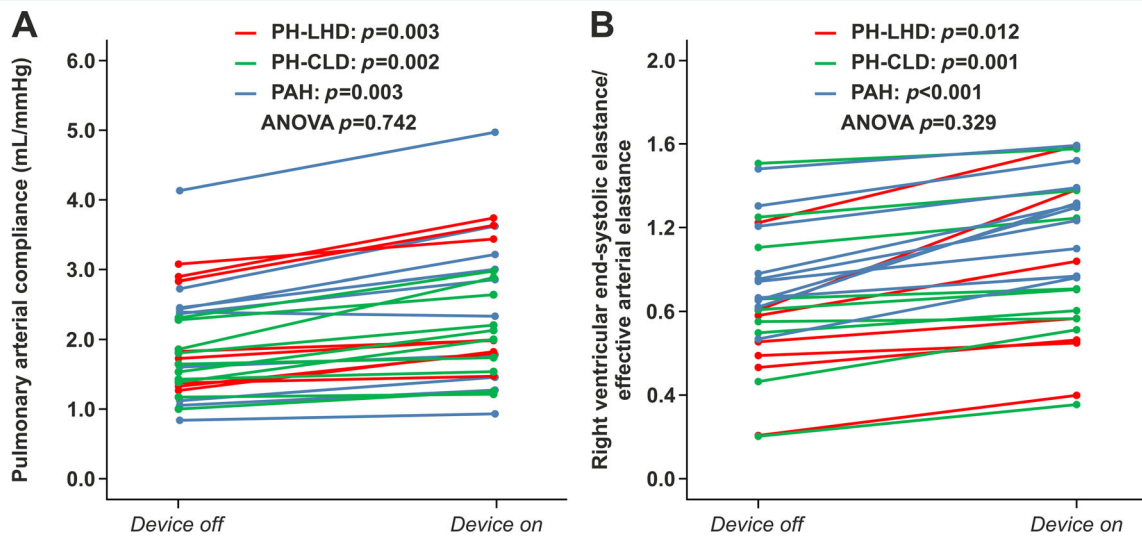 A
PH-LHD: p=0.003
PH-CLD: p=0.002
PAH: p=0.003
ANOVA p=0.742
Pulmonary arterial compliance (mL/mmHg)
6.0
5.0
4.0
3.0
2.0
1.0
0.0
Device off
Device on
B
PH-LHD: p=0.012
PH-CLD: p=0.001
PAH: p<0.001
ANOVA p=0.329
Right ventricular end-systolic elastance/
effective arterial elastance
2.0
1.6
1.2
0.6
0.4
0.0
Device off
Device on